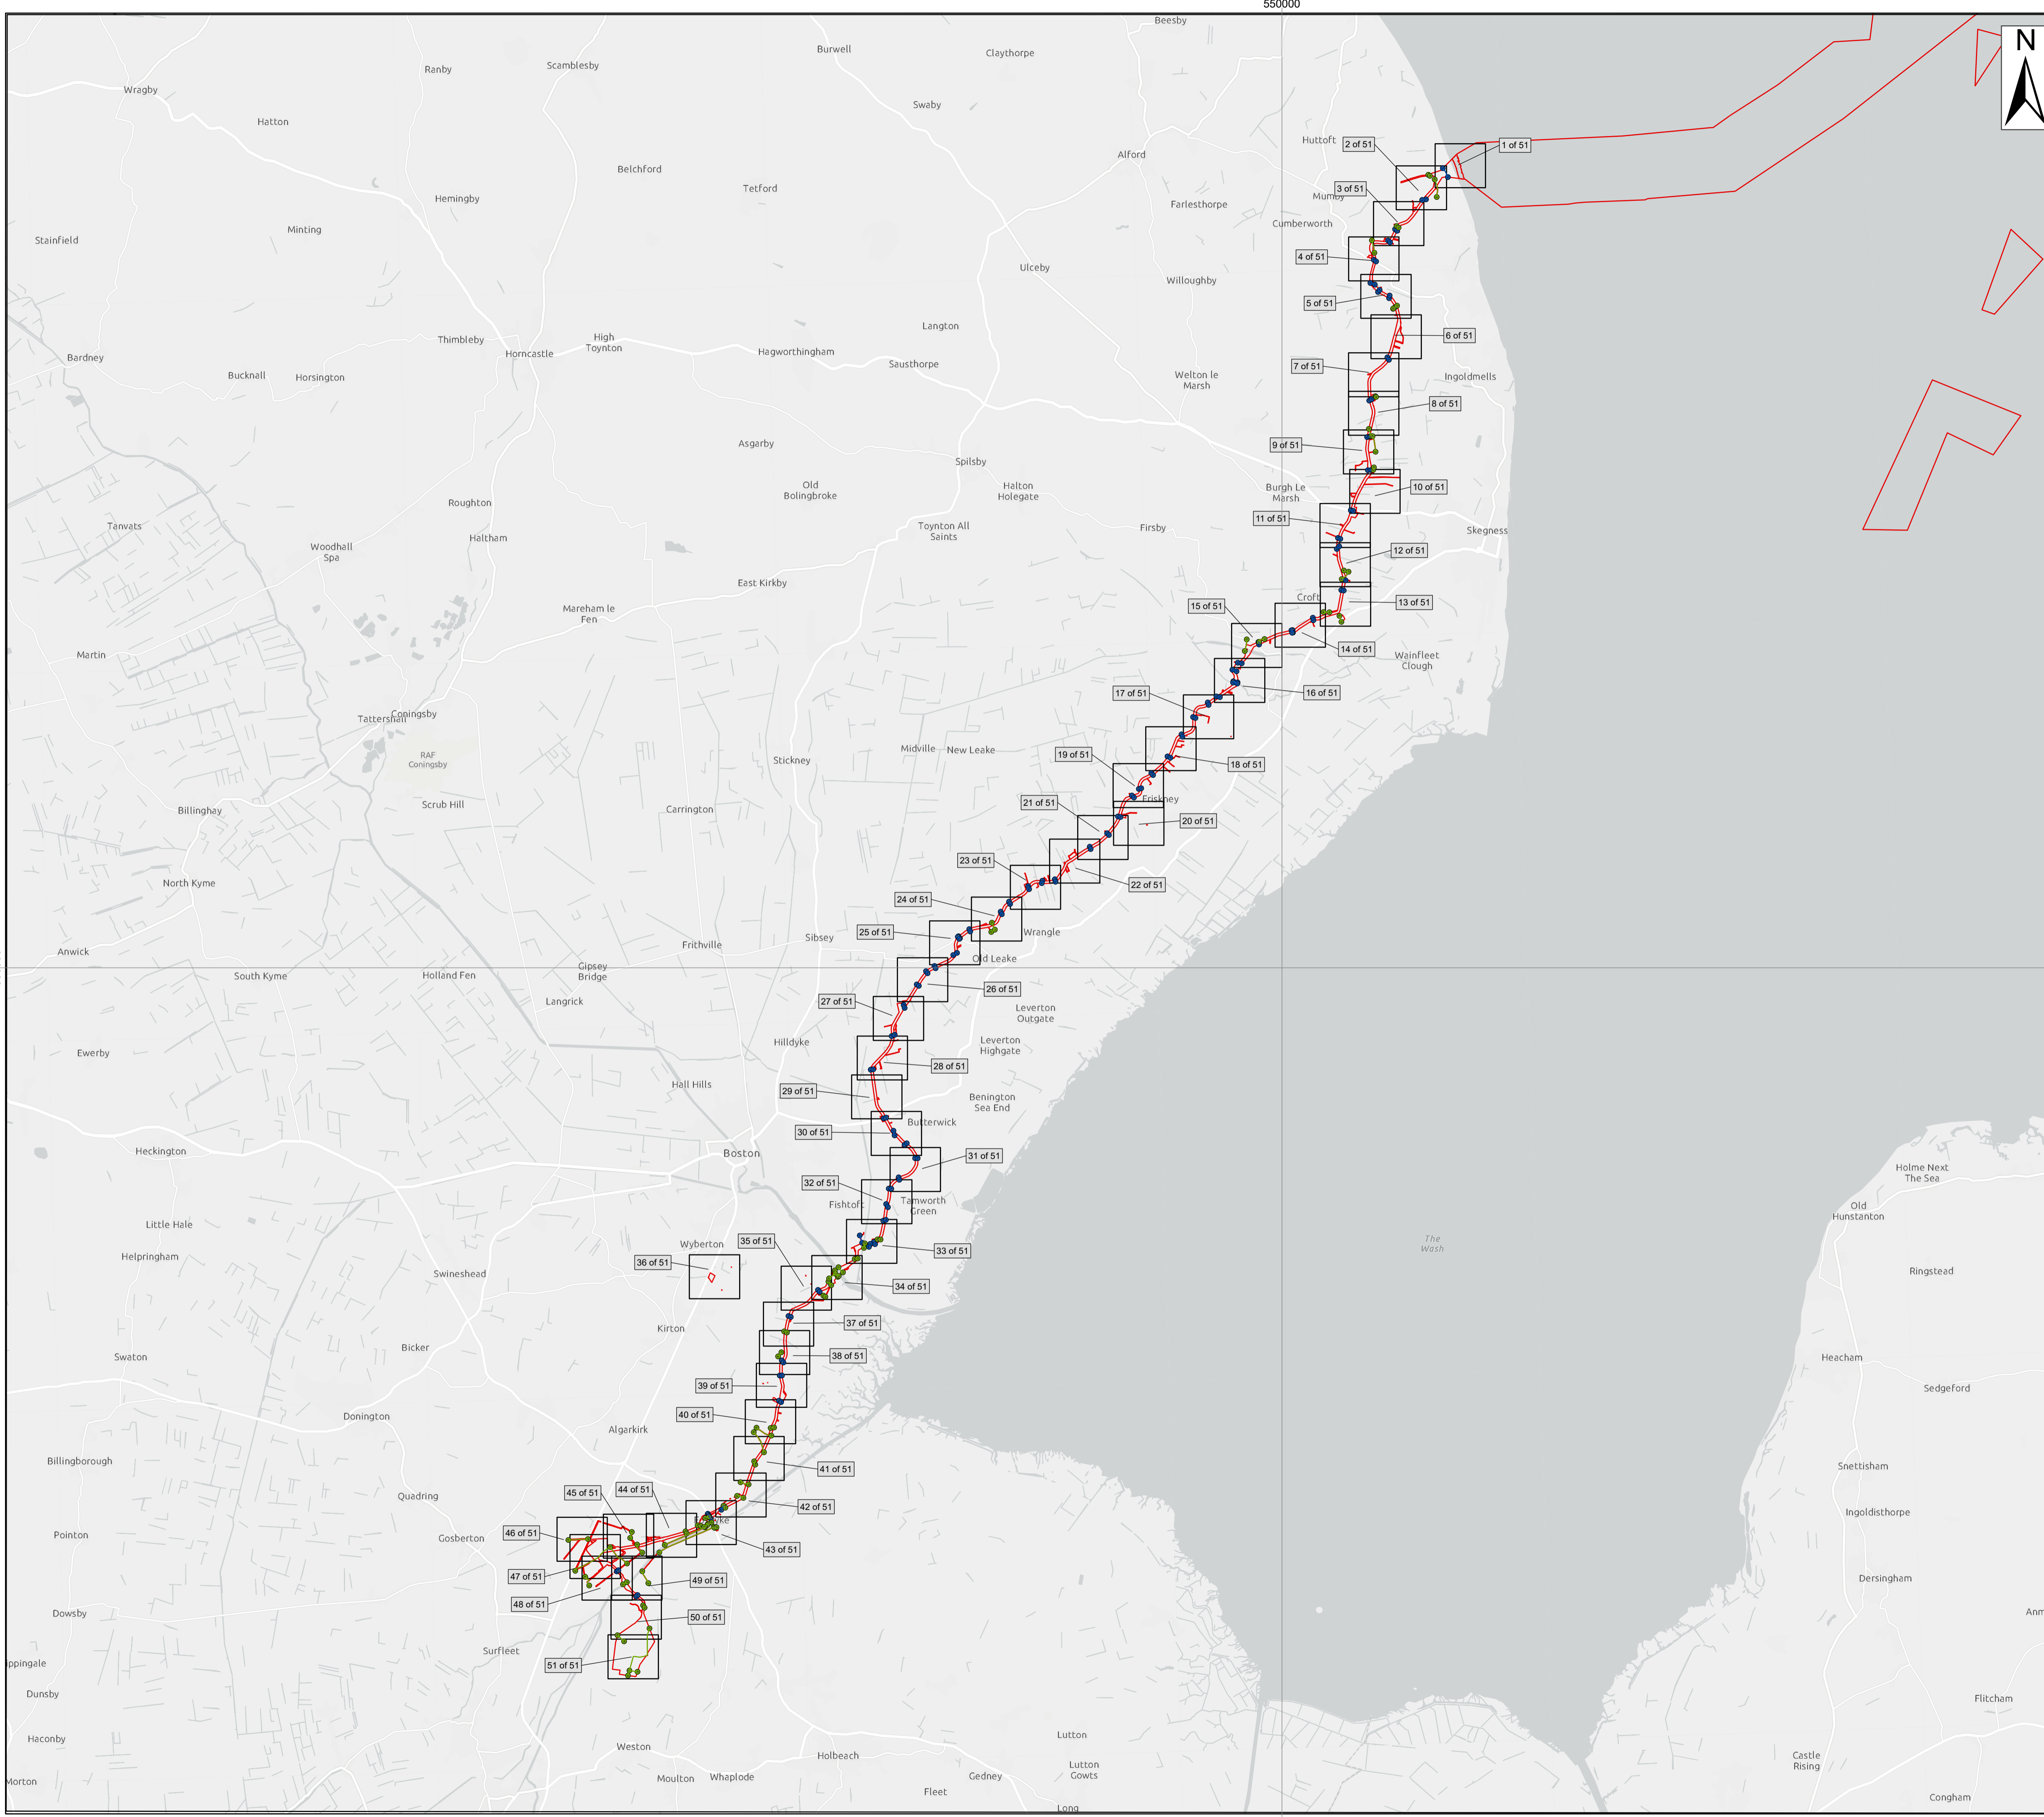 550000
N
Beesby
Burwell
Claythorpe
Scamblesby
Ranby
Wragby
Swaby
Hatton
Huttoft
2 of 51
1 of 51
Alford
Belchford
Tetford
3 of 51
Mumby
Hemingby
Farlesthorpe
Cumberworth
Minting
Stainfield
4 of 51
Ulceby
Willoughby
5 of 51
Langton
6 of 51
Thimbleby
High
Toynton
Horncastle
Hagworthingham
Bardney
Sausthorpe
7 of 51
Bucknall
Horsington
Welton le
Marsh
Ingoldmells
8 of 51
Asgarby
9 of 51
Spilsby
Old
Bolingbroke
Halton
Holegate
Burgh Le
Marsh
10 of 51
Roughton
11 of 51
Tanvats
Toynton All
Saints
Firsby
Skegness
Haltham
Woodhall
Spa
12 of 51
East Kirkby
Croft
13 of 51
15 of 51
Mareham le
Fen
14 of 51
Martin
Wainfleet
Clough
17 of 51
16 of 51
Coningsby
Tattershall
Midville
New Leake
19 of 51
RAF
Coningsby
Stickney
18 of 51
21 of 51
Friskney
Scrub Hill
Billinghay
Carrington
20 of 51
23 of 51
North Kyme
22 of 51
24 of 51
25 of 51
Wrangle
Sibsey
Frithville
Anwick
Old Leake
South Kyme
Holland Fen
Gipsey
Bridge
26 of 51
27 of 51
Langrick
Leverton
Outgate
Ewerby
Hilldyke
Leverton
Highgate
28 of 51
Hall Hills
29 of 51
Benington
Sea End
Butterwick
30 of 51
Heckington
Boston
31 of 51
Holme Next
The Sea
32 of 51
Fishtoft
Tamworth
Green
Old
Hunstanton
Little Hale
35 of 51
Wyberton
The
Wash
33 of 51
Helpringham
36 of 51
Swineshead
Ringstead
34 of 51
37 of 51
Kirton
Bicker
38 of 51
Swaton
Heacham
39 of 51
Sedgeford
40 of 51
Donington
Algarkirk
Billingborough
41 of 51
Snettisham
45 of 51
44 of 51
Quadring
42 of 51
Ingoldisthorpe
46 of 51
Pointon
Gosberton
43 of 51
47 of 51
49 of 51
Dersingham
48 of 51
Dowsby
50 of 51
Anm
Surfleet
51 of 51
ppingale
Dunsby
Flitcham
Haconby
Lutton
Weston
Holbeach
Castle
Rising
Lutton
Gowts
Moulton
Whaplode
Gedney
Morton
Fleet
Congham
Long